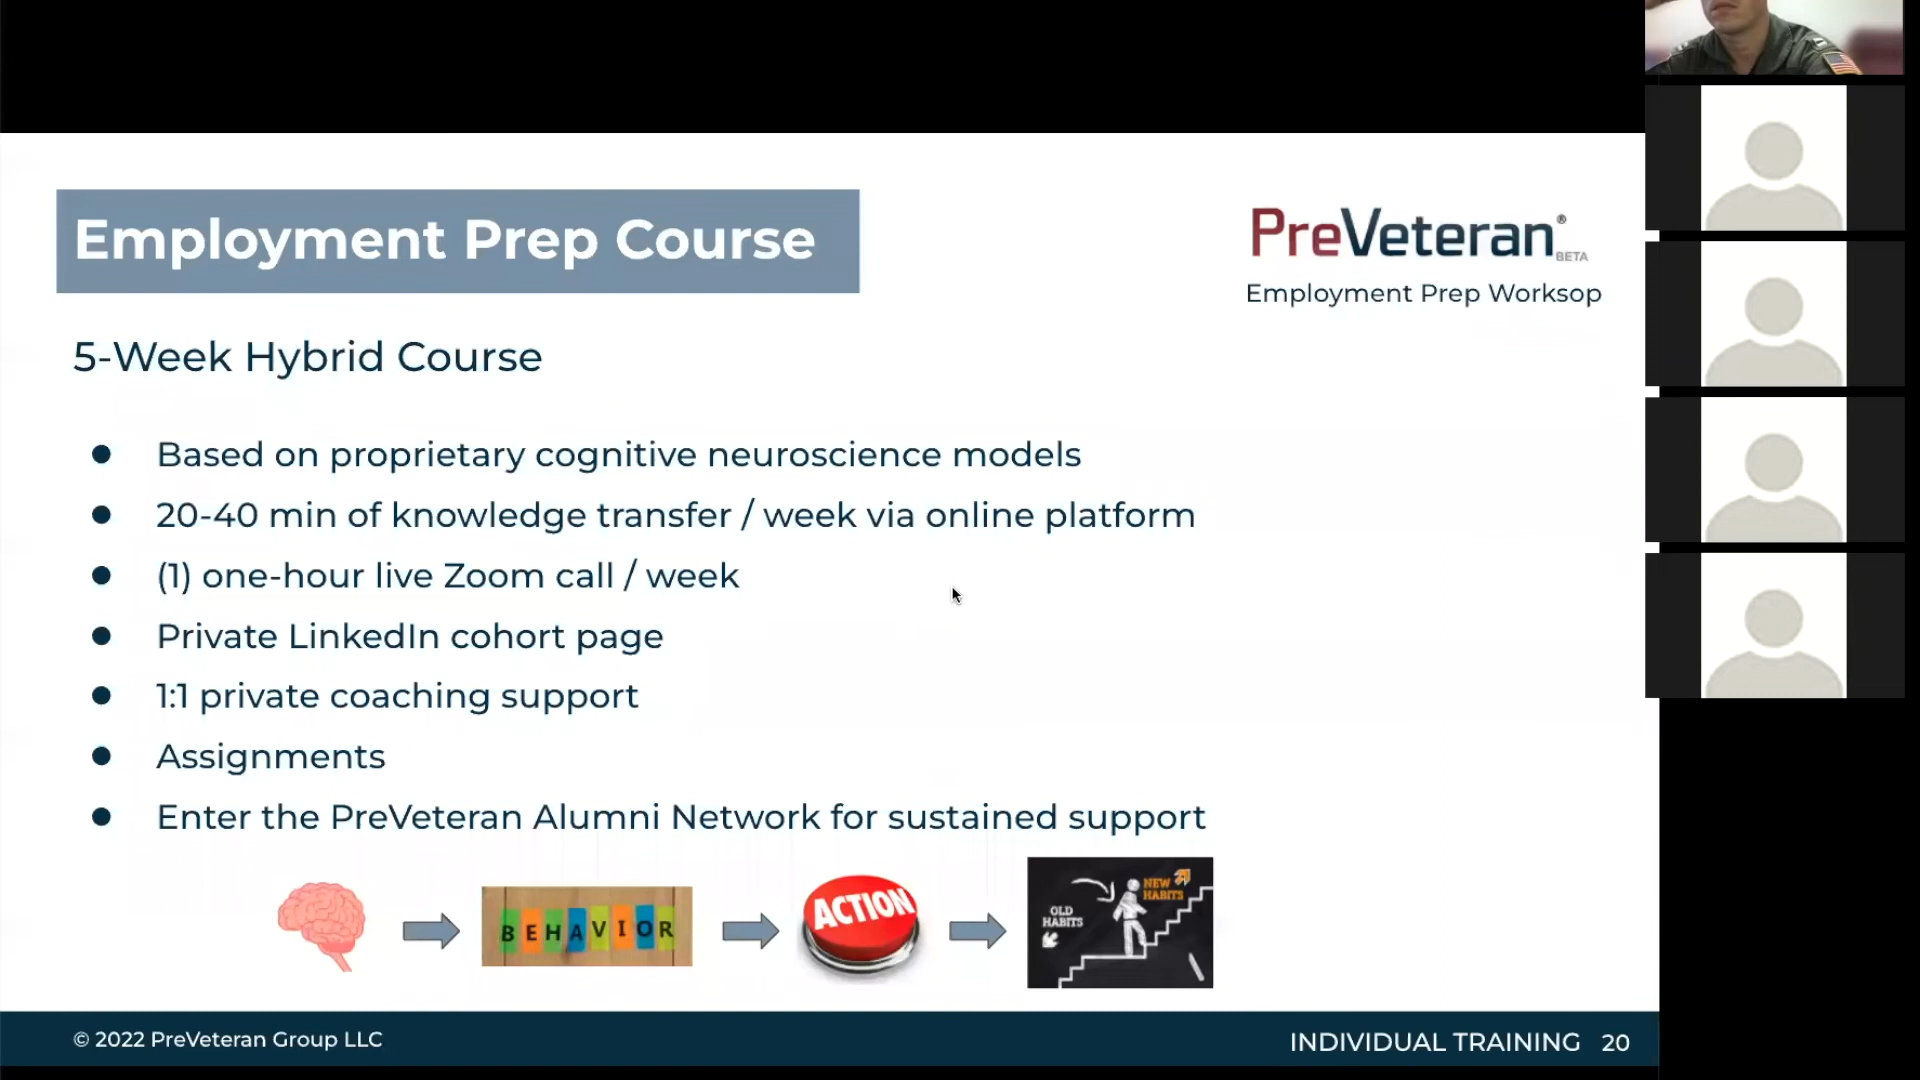 Employment Prep Course
PreVeteran®
BETA
Employment Prep Worksop
5-Week Hybrid Course
● Based on proprietary cognitive neuroscience models
● 20-40 min of knowledge transfer / week via online platform
● (1) one-hour live Zoom call / week
● Private LinkedIn cohort page
● 1:1 private coaching support
● Assignments
● Enter the PreVeteran Alumni Network for sustained support
BEHAVIOR
ACTION
NEW
HABITS
OLD
HABITS
© 2022 PreVeteran Group LLC
INDIVIDUAL TRAINING 20